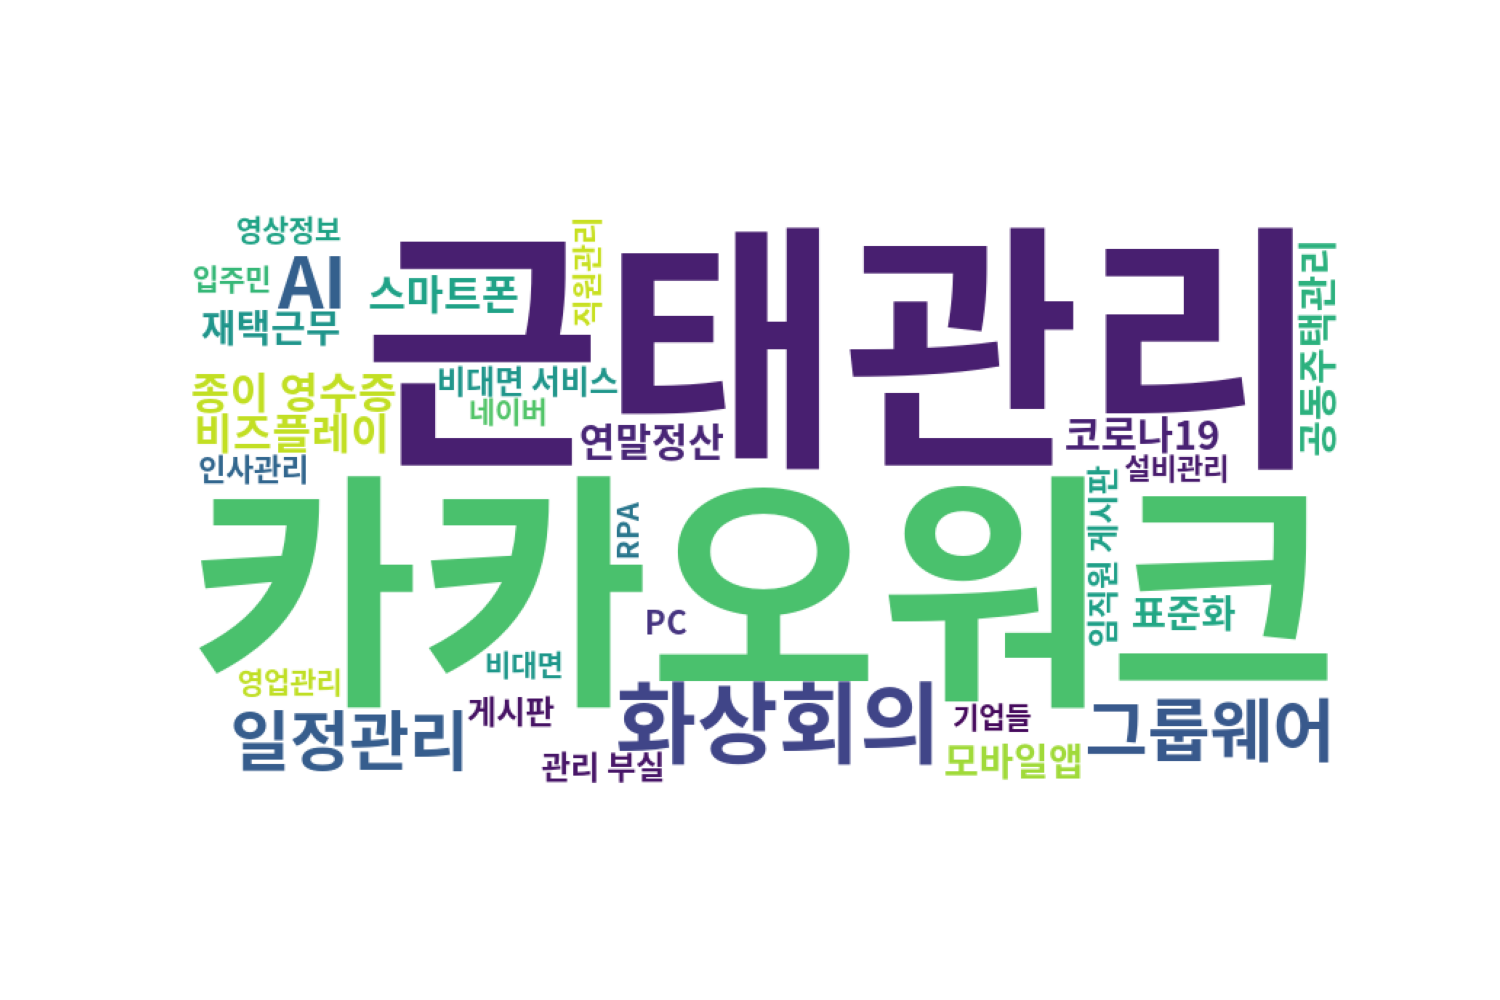 영상정보
입주민
AI
재택근무
스마트폰
직원관리
근태관리
공동주택관리
종이 영수증
비즈플레이
비대면 서비스
네이버
연말정산
코로나19
인사관리
설비관리
카카오워크
RPA
PC
임직원 게시판
표준화
영업관리
비대면
일정관리
게시판
관리 부실
화상회의
기업들
모바일앱
그룹웨어